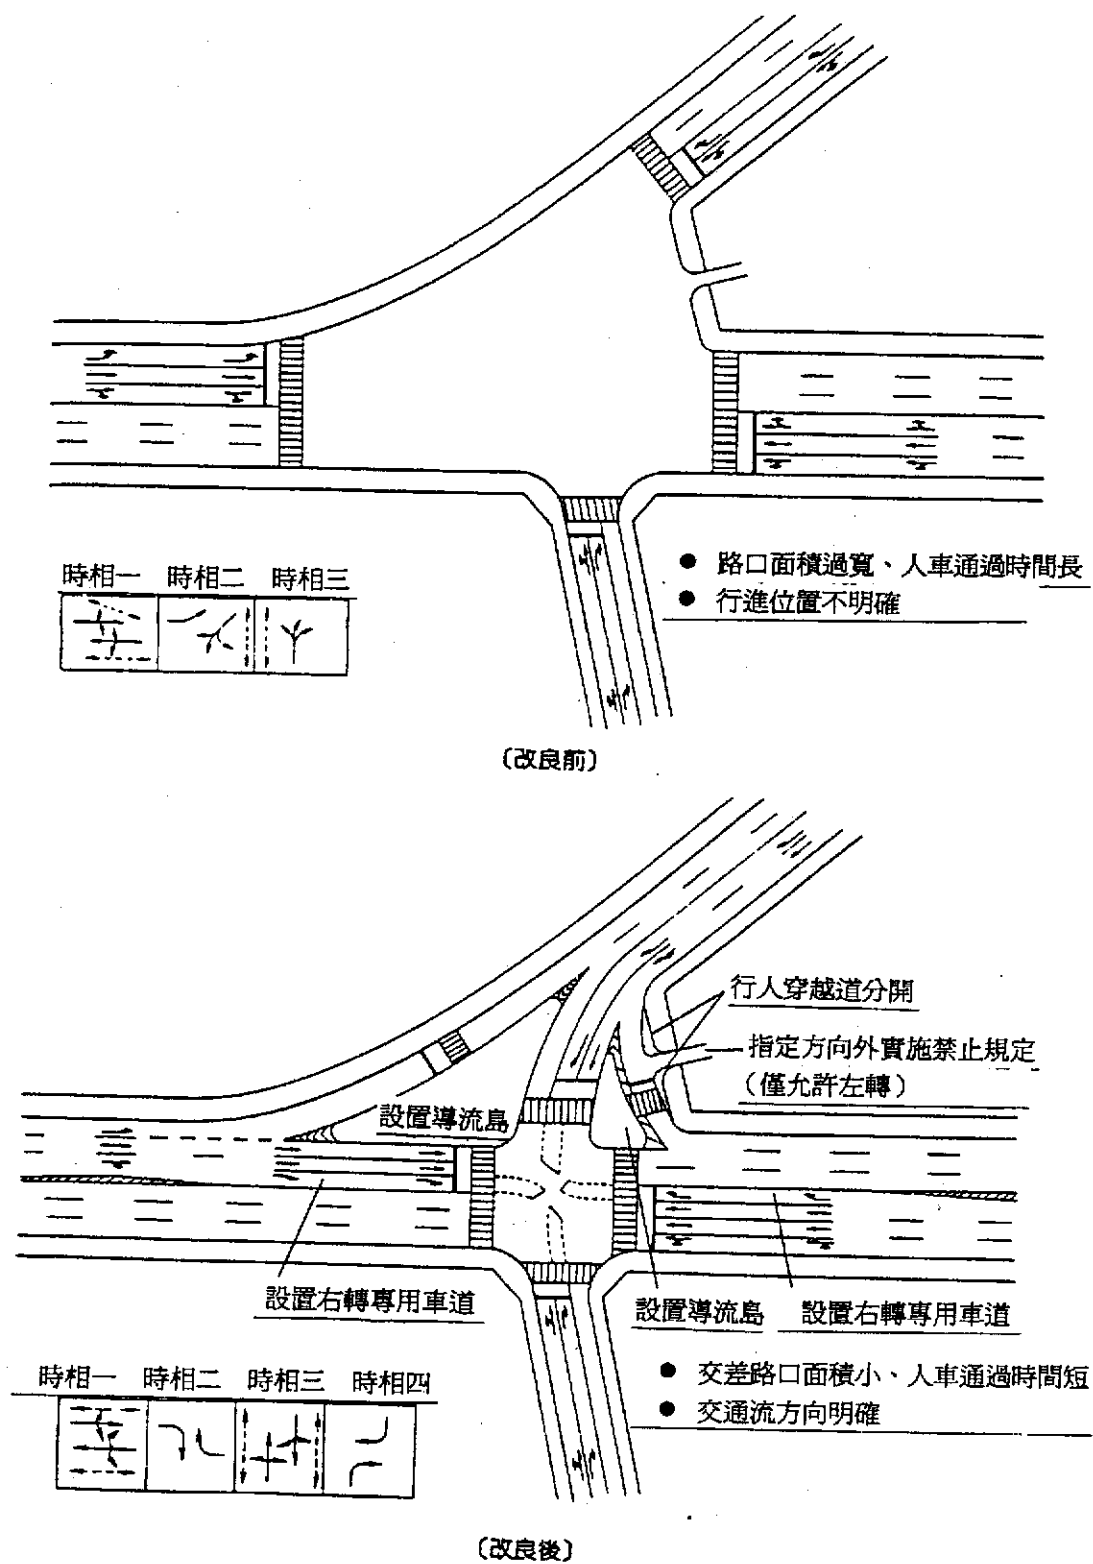 時相一 時相二 時相三
● 路口面積過寬、人車通過時間長
● 行進位置不明確
〔改良前〕
行人穿越道分開
指定方向外實施禁止規定
（僅允許左轉）
設置導流島
設置右轉專用車道
設置導流島
設置右轉專用車道
時相一 時相二 時相三 時相四
● 交差路口面積小、人車通過時間短
● 交通流方向明確
〔改良後〕